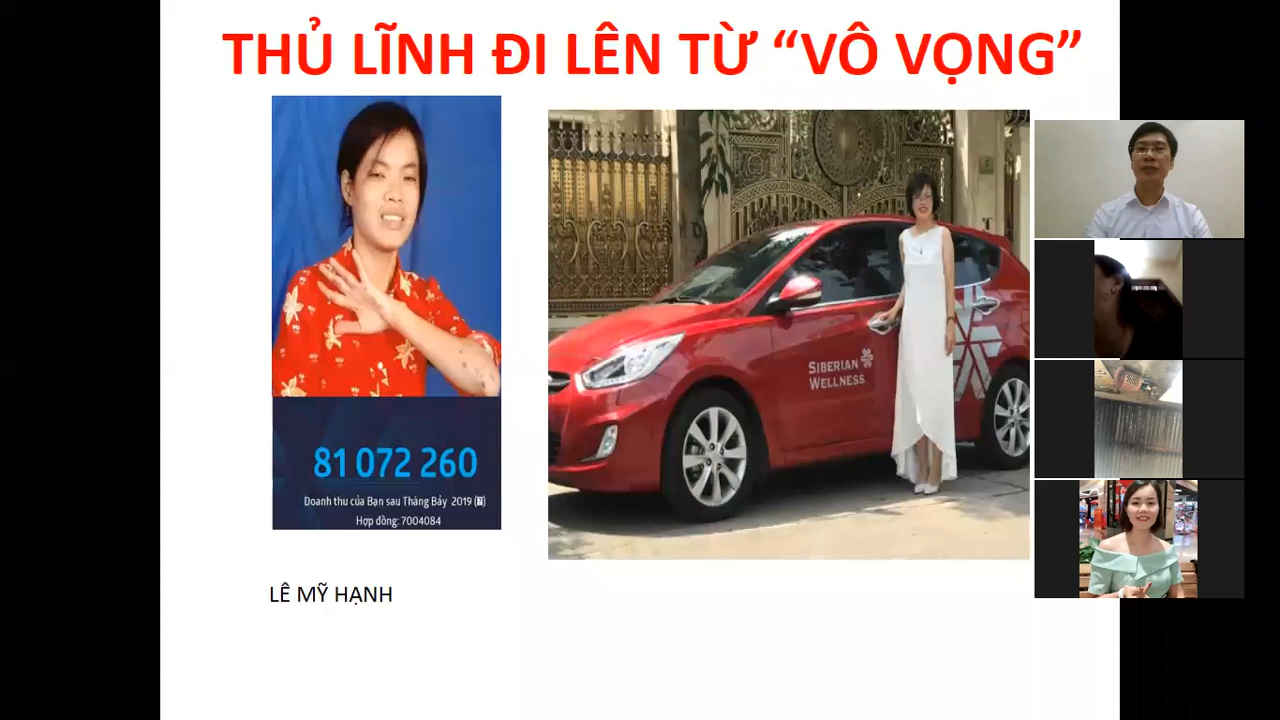 THỦ LĨNH ĐI LÊN TỪ “VÔ VỌNG”
81 072 260
Doanh thu của Bạn sau Tháng Bảy 2019 (₫)
Hợp đồng: 7004084
SIBERIAN
WELLNESS
LÊ MỸ HẠNH